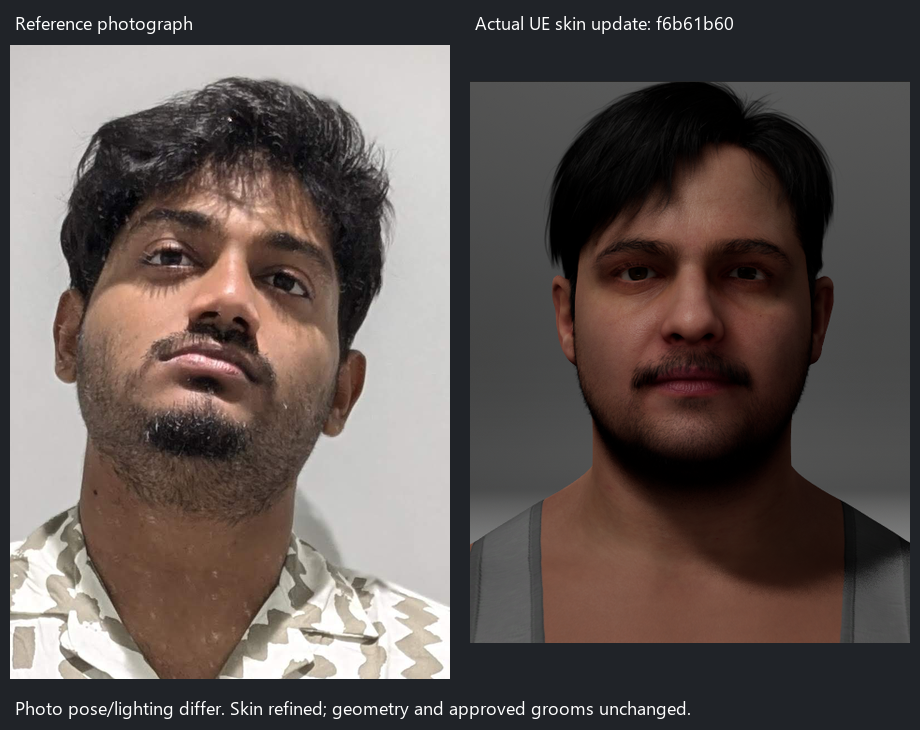 Reference photograph
Actual UE skin update: f6b61b60
Photo pose/lighting differ. Skin refined; geometry and approved grooms unchanged.